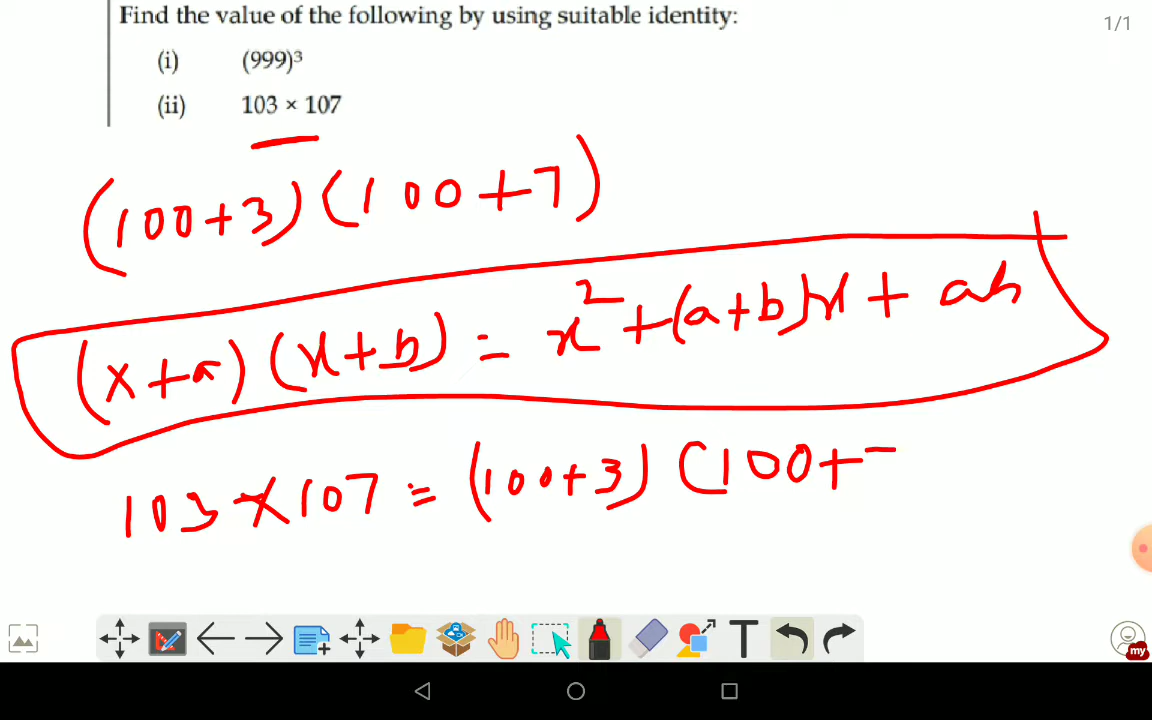 1/1
Find the value of the following by using suitable identity:
(i) (999)³
(ii) 103 × 107
(100+3)(100+7)
(x+a)(x+b) = x²+(a+b)x+ab
103×107 = (100+3)(100+
T
my